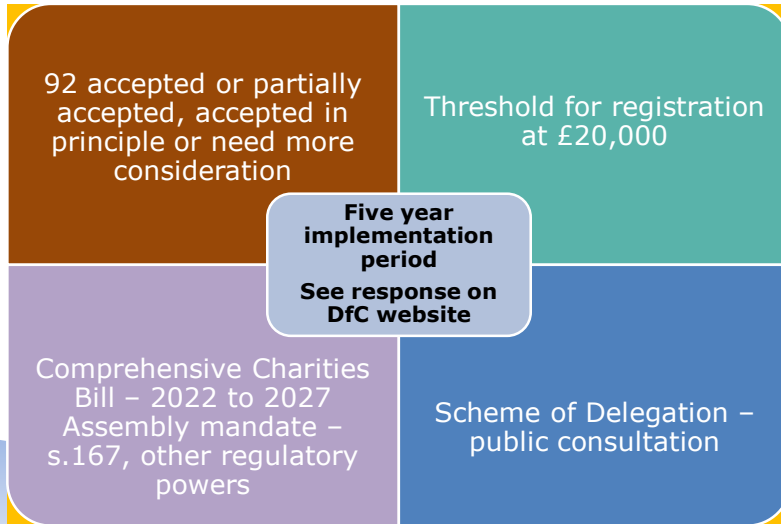 92 accepted or partially
accepted, accepted in
principle or need more
consideration
Threshold for registration
at £20,000
Five year
implementation
period
See response on
DfC website
Comprehensive Charities
Bill – 2022 to 2027
Assembly mandate –
s.167, other regulatory
powers
Scheme of Delegation –
public consultation